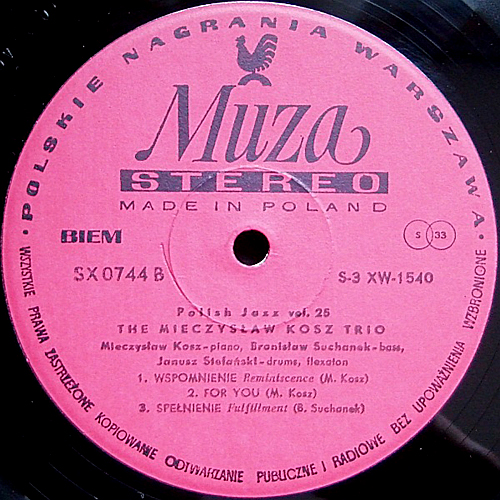 • POLSKIE NAGRANIA WARSZAWA •
Muza
STEREO
MADE IN POLAND
BIEM
S 33
SX 0744 B
S-3 XW-1540
Polish Jazz vol. 25
THE MIECZYSŁAW KOSZ TRIO
Mieczysław Kosz-piano, Bronisław Suchanek-bass,
Janusz Stefański-drums, flexaton
1. WSPOMNIENIE Reminiscence (M. Kosz)
2. FOR YOU (M. Kosz)
3. SPEŁNIENIE Fulfillment (B. Suchanek)
WSZYSTKIE PRAWA ZASTRZEŻONE KOPIOWANIE ODTWARZANIE PUBLICZNE I RADIOWE BEZ UPOWAŻNIENIA WZBRONIONE